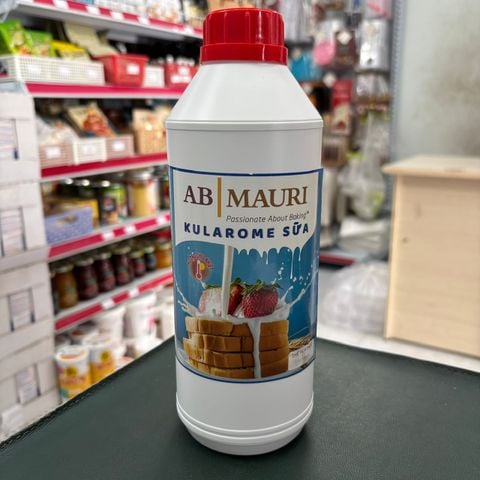 AB MAURI
Passionate About Baking
KULAROME SỮA